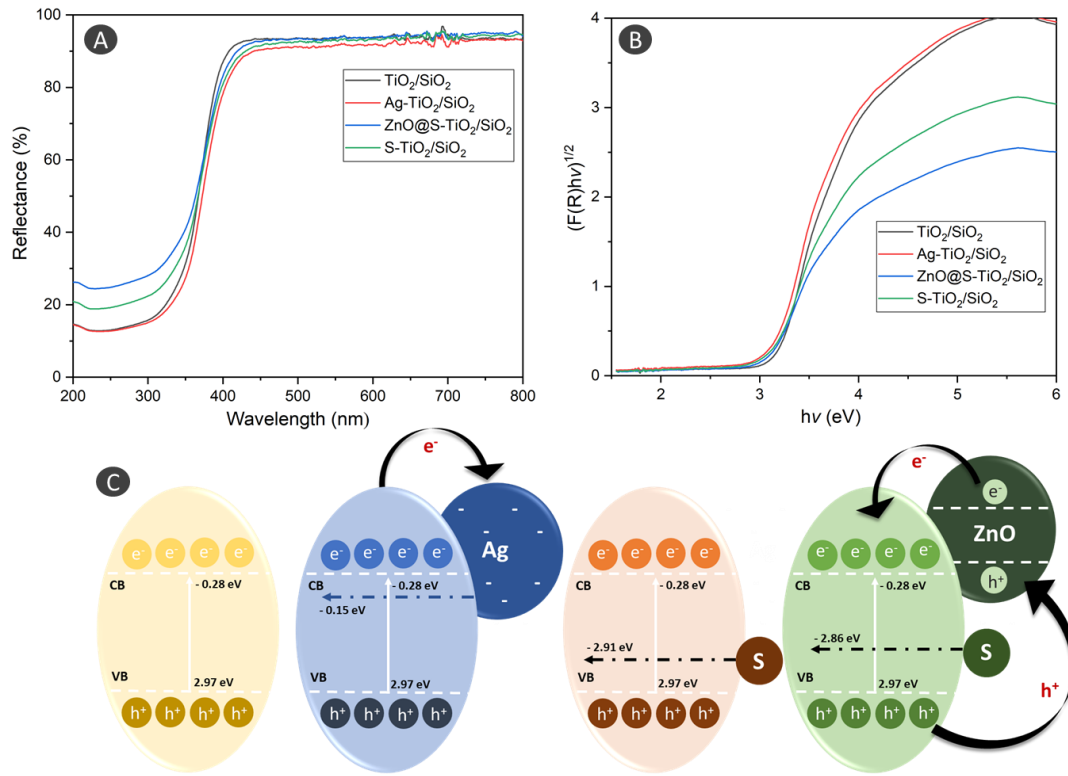 A
100
80
60
40
20
0
Reflectance (%)
200
300
400
500
600
700
800
Wavelength (nm)
TiO₂/SiO₂
Ag-TiO₂/SiO₂
ZnO@S-TiO₂/SiO₂
S-TiO₂/SiO₂
B
4
3
2
1
0
(F(R)hν)^1/2
2
3
4
5
6
hν (eV)
TiO₂/SiO₂
Ag-TiO₂/SiO₂
ZnO@S-TiO₂/SiO₂
S-TiO₂/SiO₂
C
e⁻ e⁻ e⁻ e⁻
CB
- 0.28 eV
VB
2.97 eV
h⁺ h⁺ h⁺ h⁺
e⁻
Ag
- - - - - - -
e⁻ e⁻ e⁻ e⁻
CB
- 0.28 eV
- 0.15 eV
VB
2.97 eV
h⁺ h⁺ h⁺ h⁺
e⁻ e⁻ e⁻ e⁻
CB
- 0.28 eV
- 2.91 eV
S
VB
2.97 eV
h⁺ h⁺ h⁺ h⁺
e⁻
e⁻
ZnO
h⁺
e⁻ e⁻ e⁻ e⁻
CB
- 0.28 eV
- 2.86 eV
S
VB
2.97 eV
h⁺
h⁺ h⁺ h⁺ h⁺